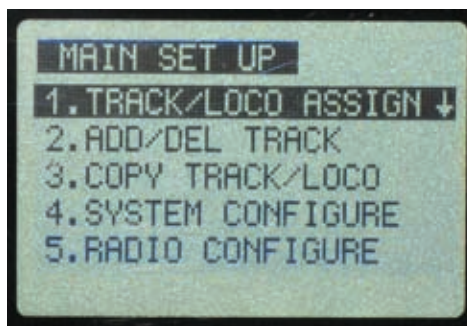 MAIN SET UP
1.TRACK/LOCO ASSIGN ↓
2.ADD/DEL TRACK
3.COPY TRACK/LOCO
4.SYSTEM CONFIGURE
5.RADIO CONFIGURE